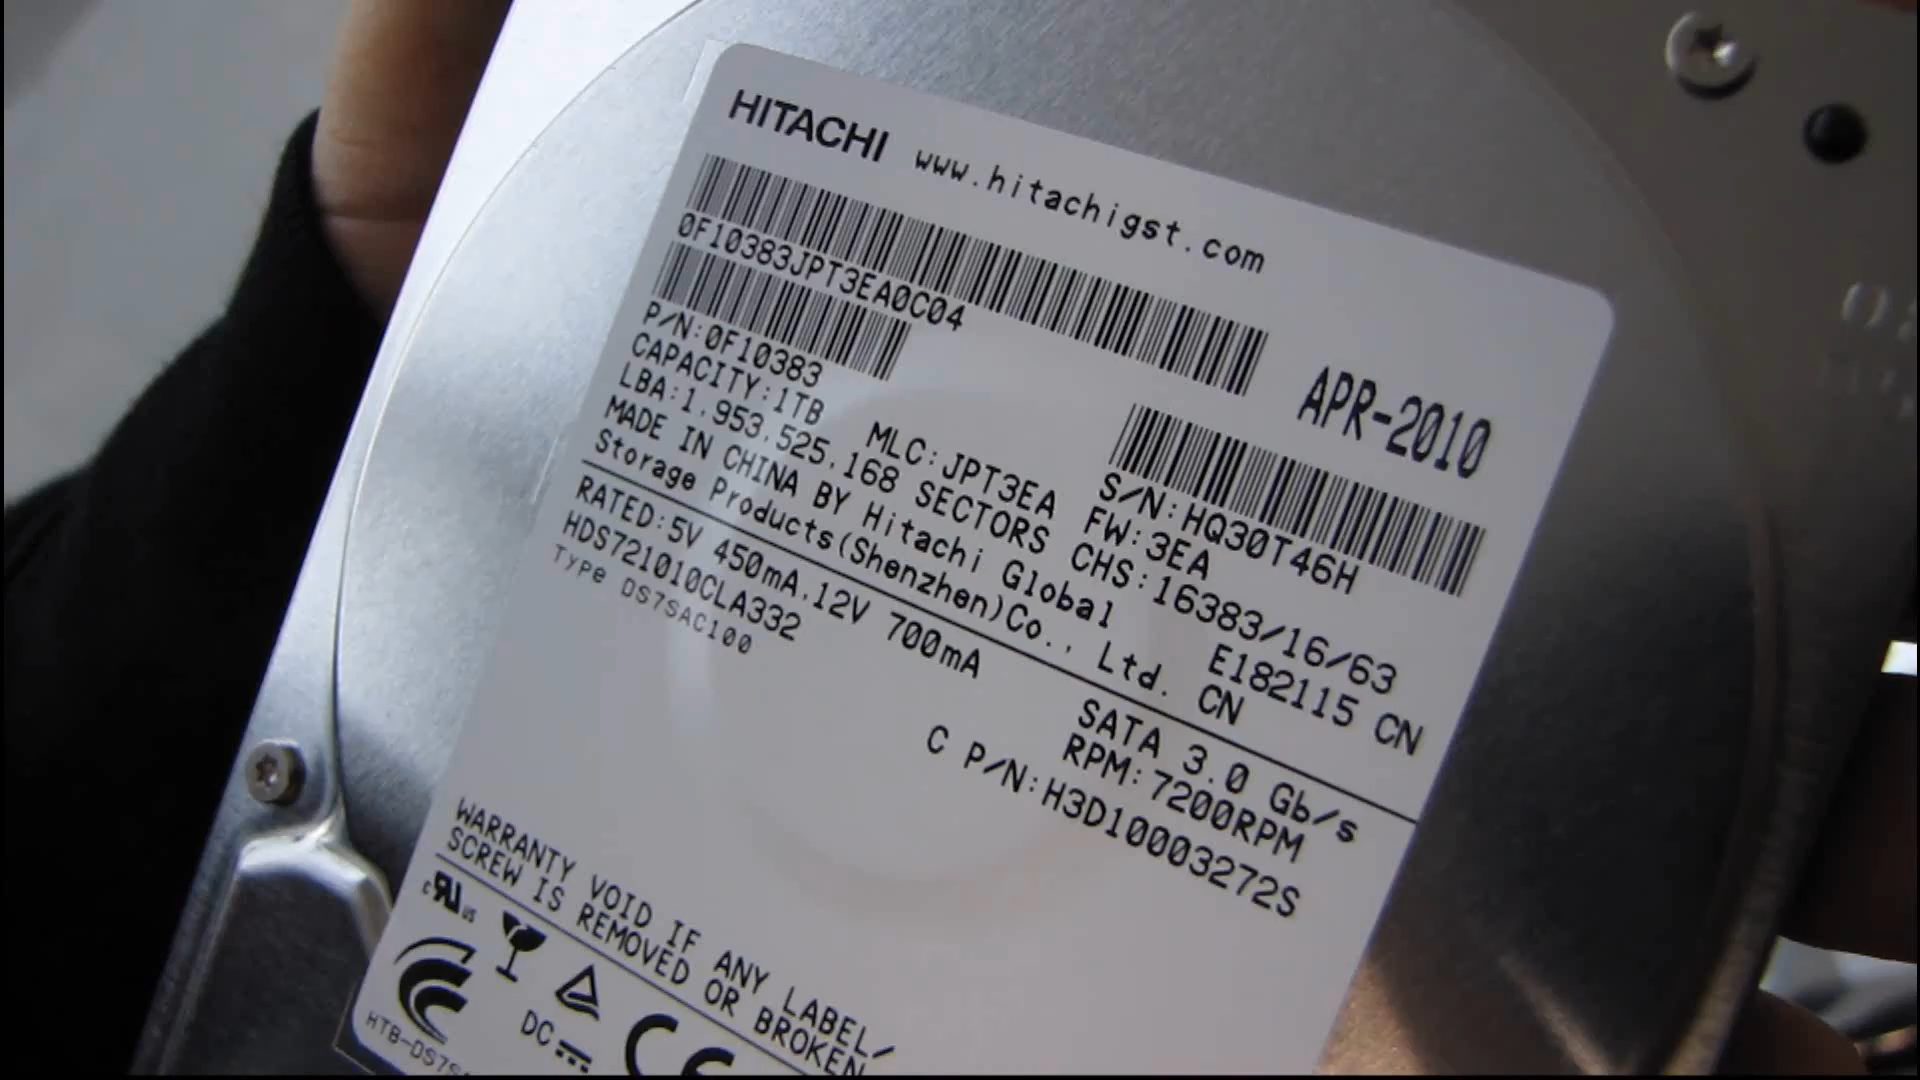 HITACHI www.hitachigst.com
0F10383JPT3EA0C04
APR-2010
P/N:0F10383
S/N:HQ30T46H
CAPACITY:1TB MLC:JPT3EA FW:3EA
LBA:1,953,525,168 SECTORS CHS:16383/16/63
MADE IN CHINA BY Hitachi Global E182115 CN
Storage Products(Shenzhen)Co., Ltd. CN
RATED:5V 450mA,12V 700mA SATA 3.0 Gb/s
HDS721010CLA332 RPM:7200RPM
Type DS7SAC100 C P/N:H3D10003272S
WARRANTY VOID IF ANY LABEL/
SCREW IS REMOVED OR BROKEN
c RU US
DC
CE